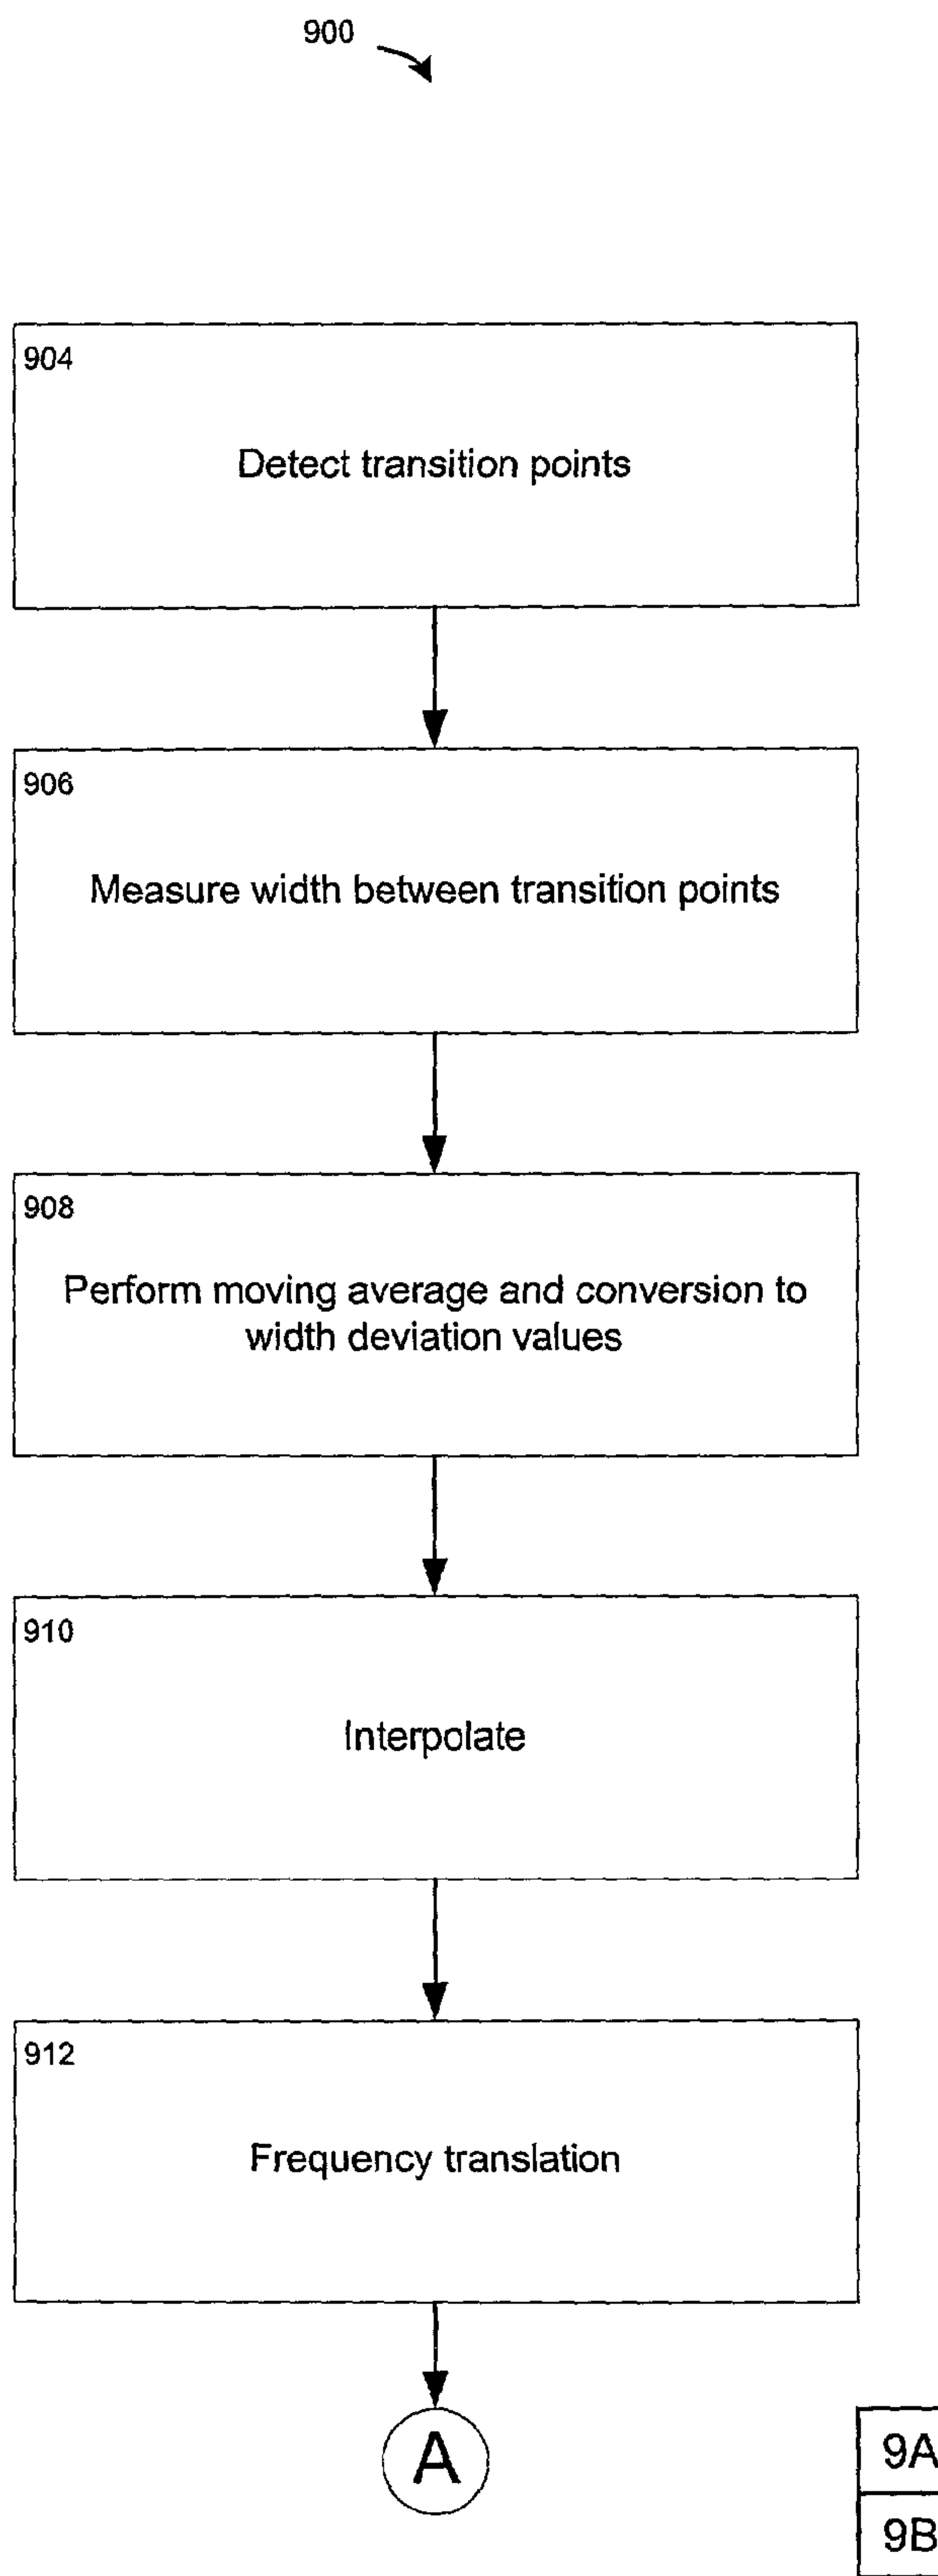 900
904
Detect transition points
906
Measure width between transition points
908
Perform moving average and conversion to
width deviation values
910
Interpolate
912
Frequency translation
A
9A
9B